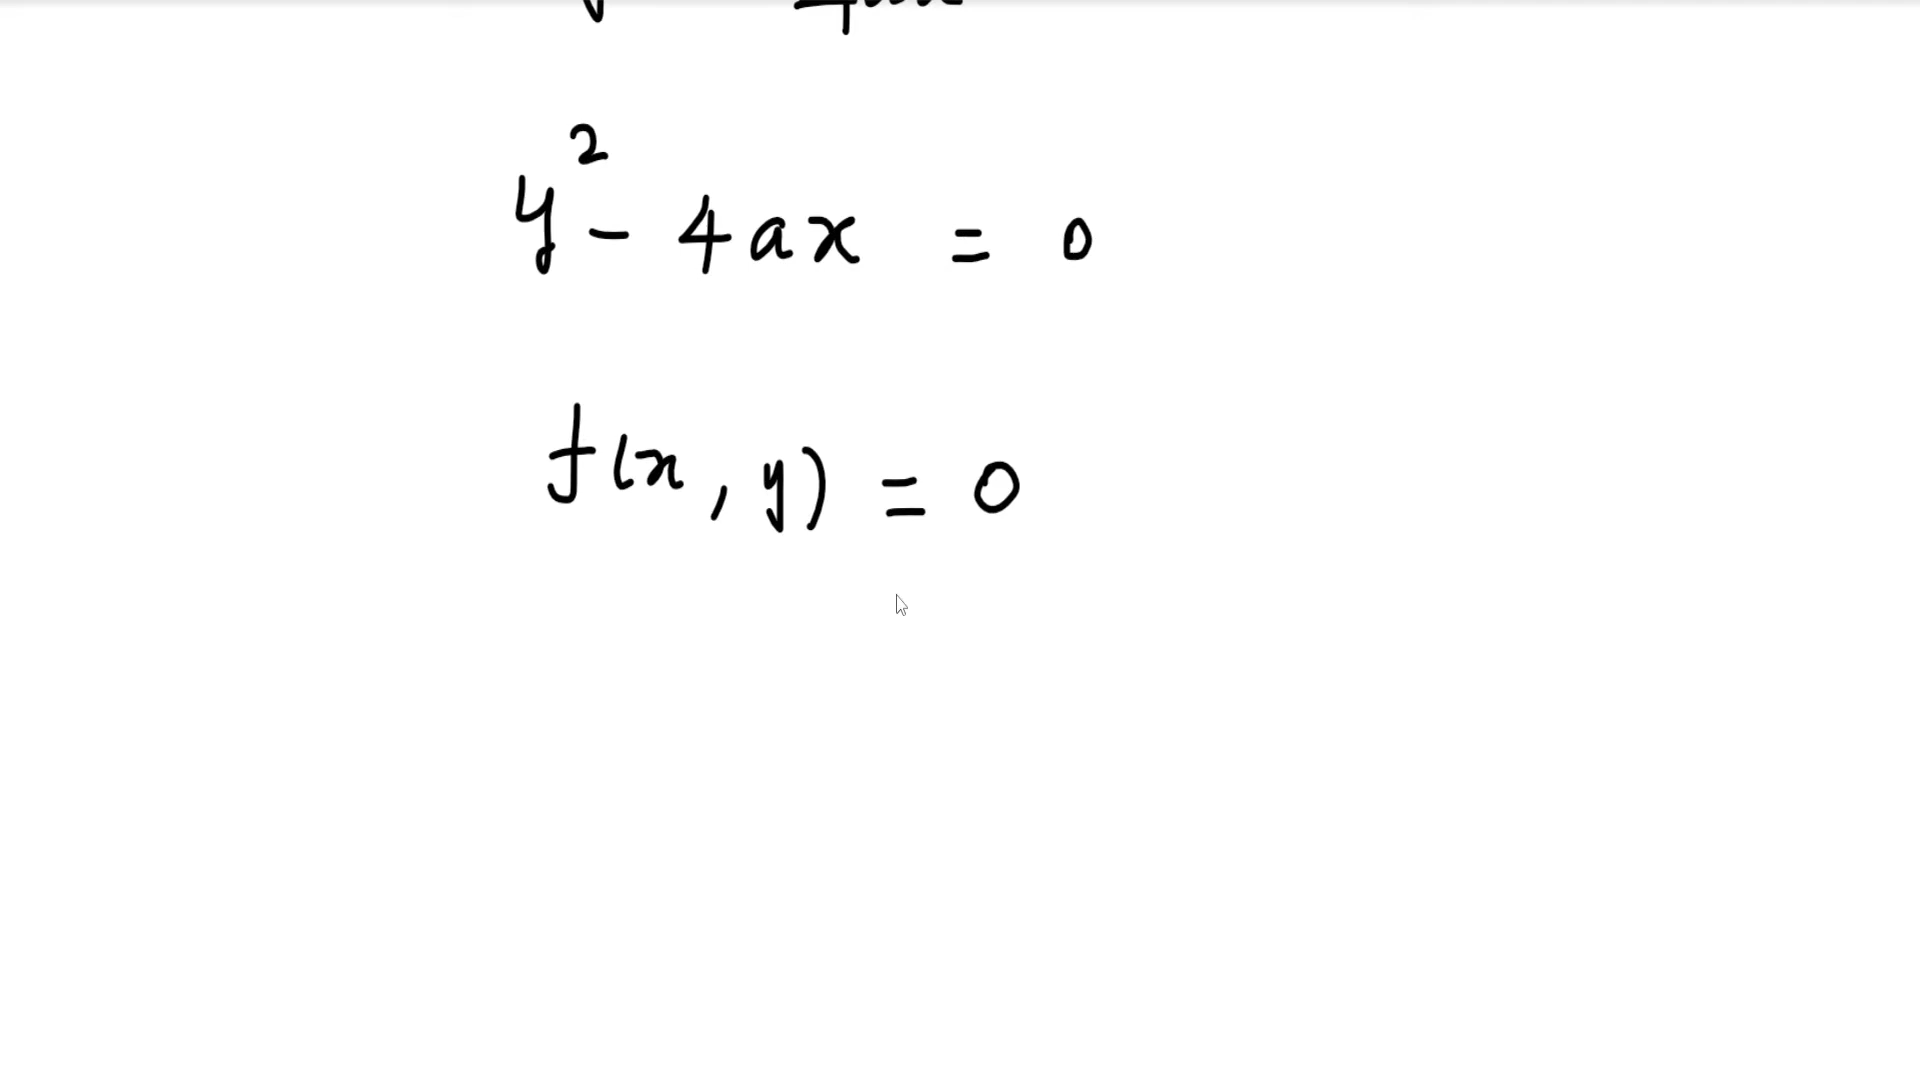 y² - 4ax = 0
f(x, y) = 0